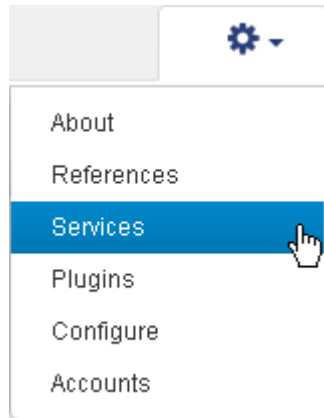 About
References
Services
Plugins
Configure
Accounts